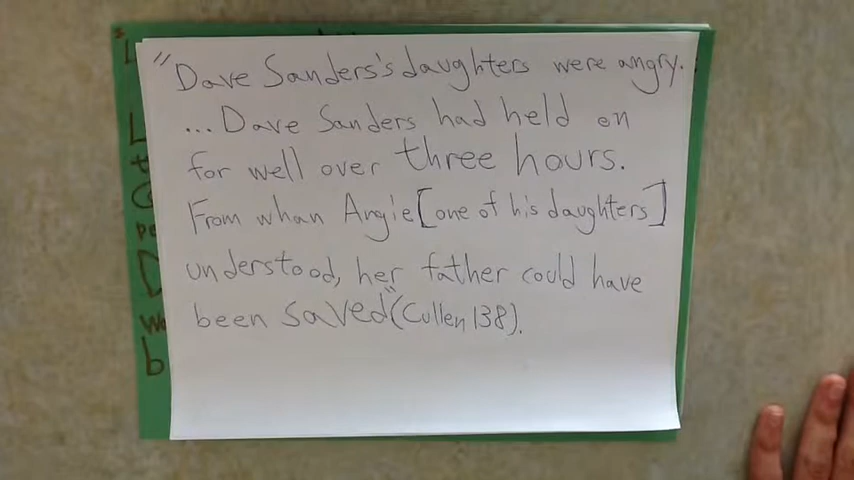 "Dave Sanders's daughters were angry.
...Dave Sanders had held on
for well over three hours.
From whan Angie [one of his daughters]
understood, her father could have
been saved" (Cullen 138).